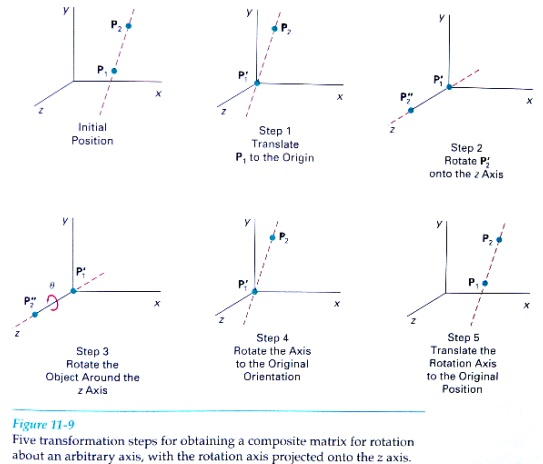 y
P₂
P₁
x
z
Initial
Position
y
P₂
P₁′
x
z
Step 1
Translate
P₁ to the Origin
y
P₁′
P₂″
x
z
Step 2
Rotate P₂′
onto the z Axis
y
P₁′
θ
P₂″
x
z
Step 3
Rotate the
Object Around the
z Axis
y
P₂
P₁′
x
z
Step 4
Rotate the Axis
to the Original
Orientation
y
P₂
P₁
x
z
Step 5
Translate the
Rotation Axis
to the Original
Position
Figure 11-9
Five transformation steps for obtaining a composite matrix for rotation
about an arbitrary axis, with the rotation axis projected onto the z axis.